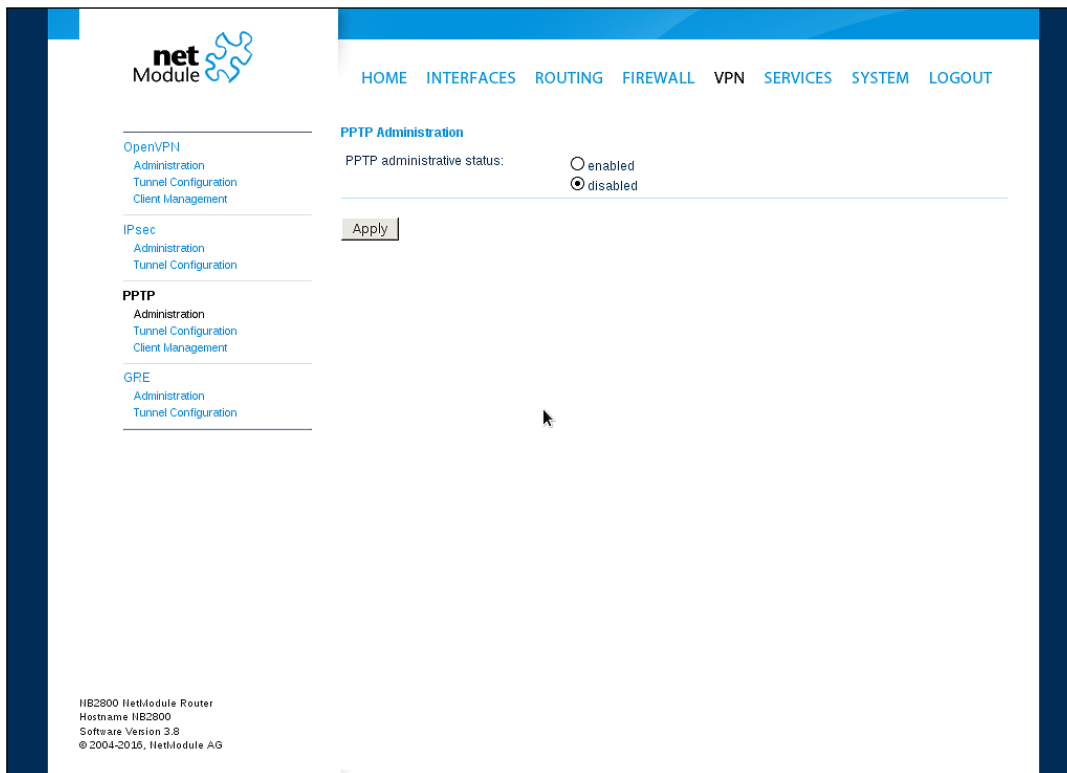 net
Module
HOME INTERFACES ROUTING FIREWALL VPN SERVICES SYSTEM LOGOUT
OpenVPN
Administration
Tunnel Configuration
Client Management
IPsec
Administration
Tunnel Configuration
PPTP
Administration
Tunnel Configuration
Client Management
GRE
Administration
Tunnel Configuration
PPTP Administration
PPTP administrative status:
enabled
disabled
Apply
NB2800 NetModule Router
Hostname NB2800
Software Version 3.8
© 2004-2016, NetModule AG